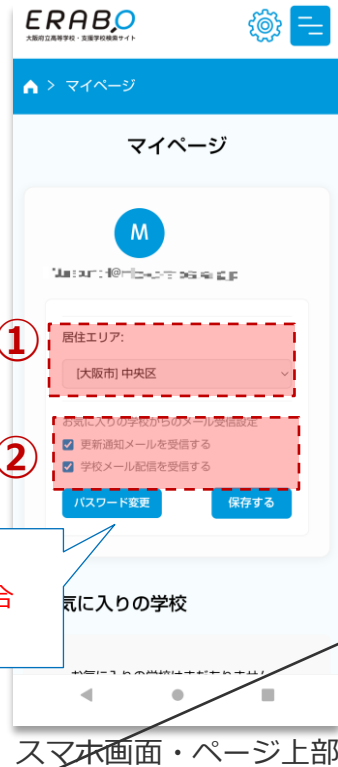 ERABO
大阪府立高等学校・支援学校検索サイト
> マイページ
マイページ
M
①
居住エリア:
[大阪市] 中央区
お気に入りの学校からのメール受信設定
②
更新通知メールを受信する
学校メール配信を受信する
パスワード変更
保存する
合
気に入りの学校
お気に入りの学校はまだありません
スマホ画面・ページ上部